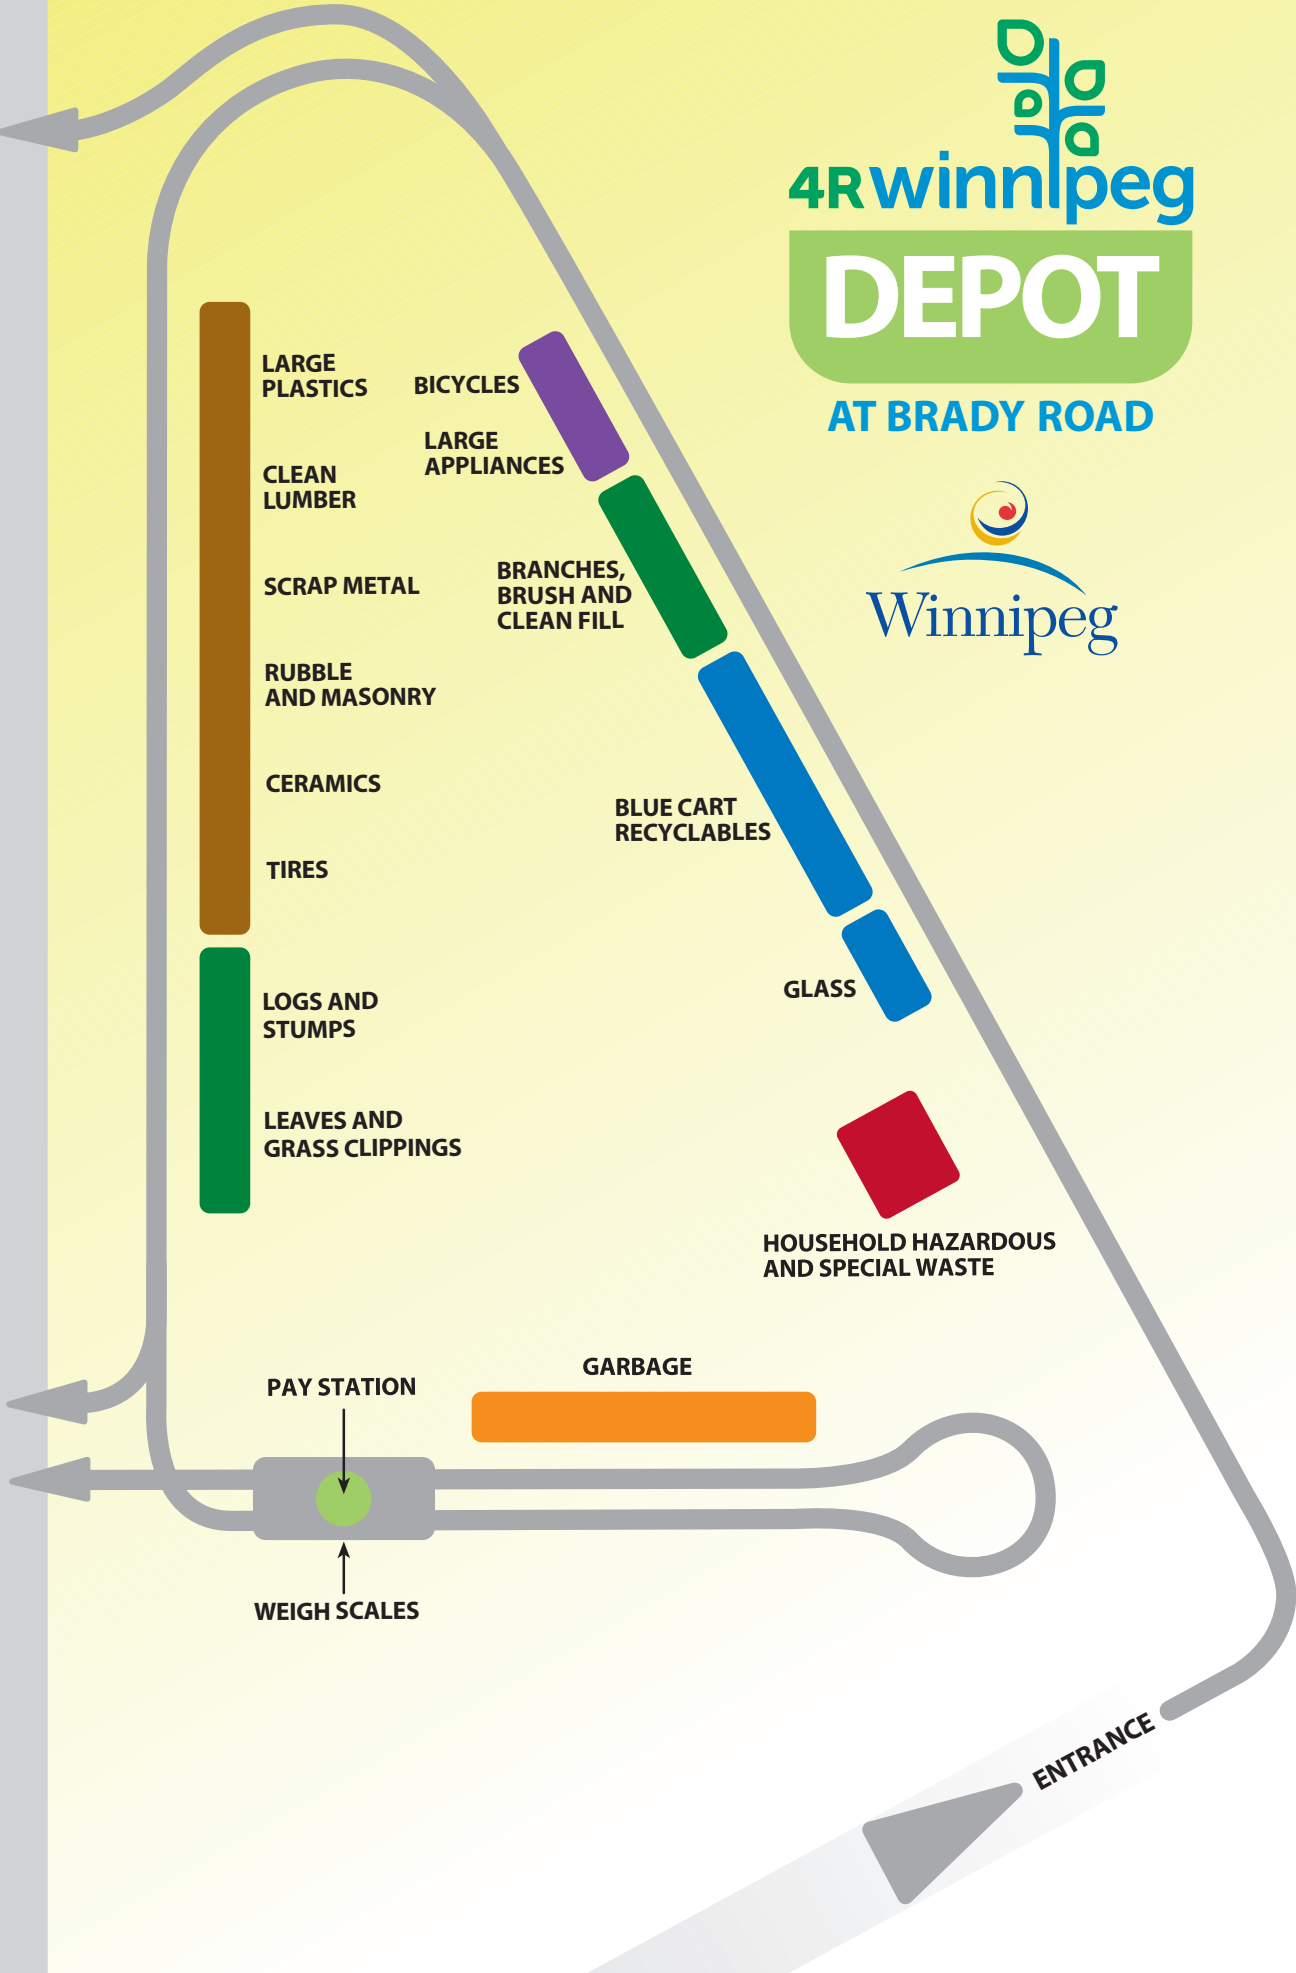 4R winnipeg
DEPOT
AT BRADY ROAD
Winnipeg
LARGE
PLASTICS
BICYCLES
LARGE
APPLIANCES
CLEAN
LUMBER
SCRAP METAL
BRANCHES,
BRUSH AND
CLEAN FILL
RUBBLE
AND MASONRY
CERAMICS
BLUE CART
RECYCLABLES
TIRES
GLASS
LOGS AND
STUMPS
LEAVES AND
GRASS CLIPPINGS
HOUSEHOLD HAZARDOUS
AND SPECIAL WASTE
GARBAGE
PAY STATION
WEIGH SCALES
ENTRANCE